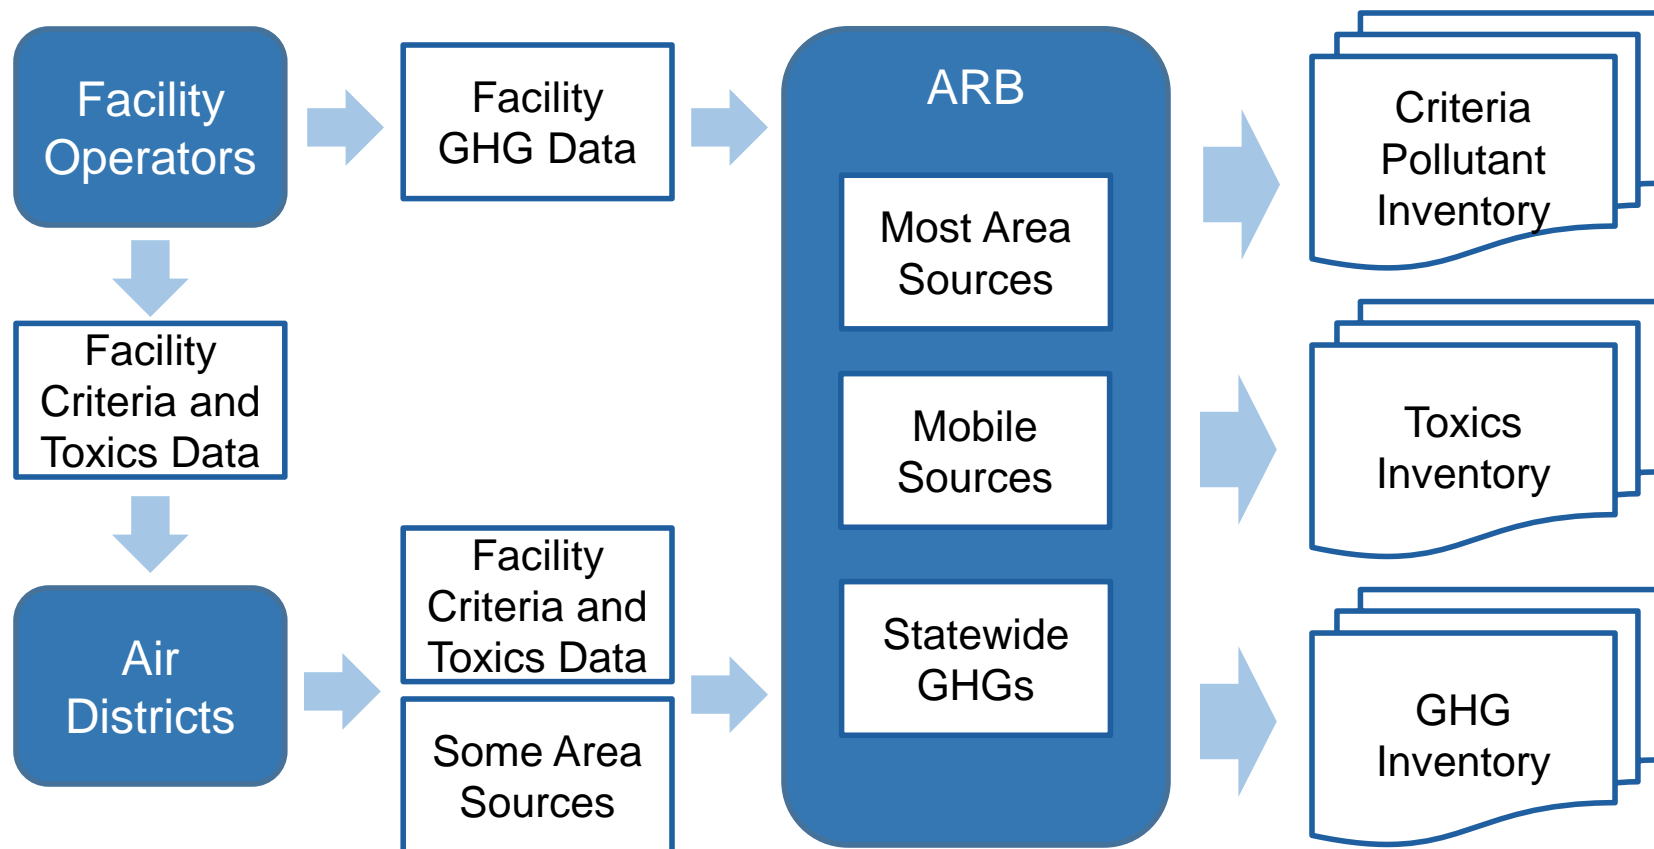 Facility
Operators
Facility
GHG Data
ARB
Criteria
Pollutant
Inventory
Most Area
Sources
Facility
Criteria and
Toxics Data
Mobile
Sources
Toxics
Inventory
Air
Districts
Facility
Criteria and
Toxics Data
Some Area
Sources
Statewide
GHGs
GHG
Inventory